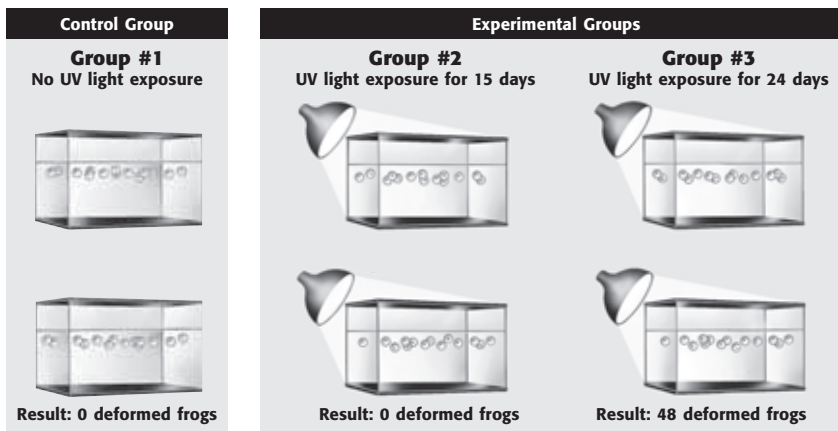 Control Group
Experimental Groups
Group #1
No UV light exposure
Group #2
UV light exposure for 15 days
Group #3
UV light exposure for 24 days
Result: 0 deformed frogs
Result: 0 deformed frogs
Result: 48 deformed frogs